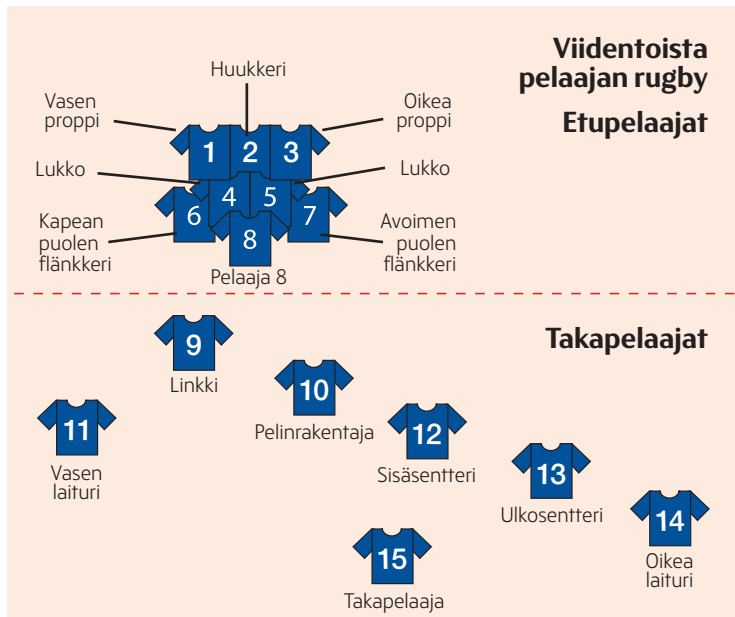 Viidentoista
pelaajan rugby
Etupelaajat
Huukkeri
Vasen
proppi
Oikea
proppi
1
2
3
Lukko
Lukko
4
5
6
7
Kapean
puolen
flänkkeri
Avoimen
puolen
flänkkeri
8
Pelaaja 8
Takapelaajat
9
Linkki
10
Pelinrakentaja
11
Vasen
laituri
12
Sisäsentteri
13
Ulkosentteri
14
Oikea
laituri
15
Takapelaaja